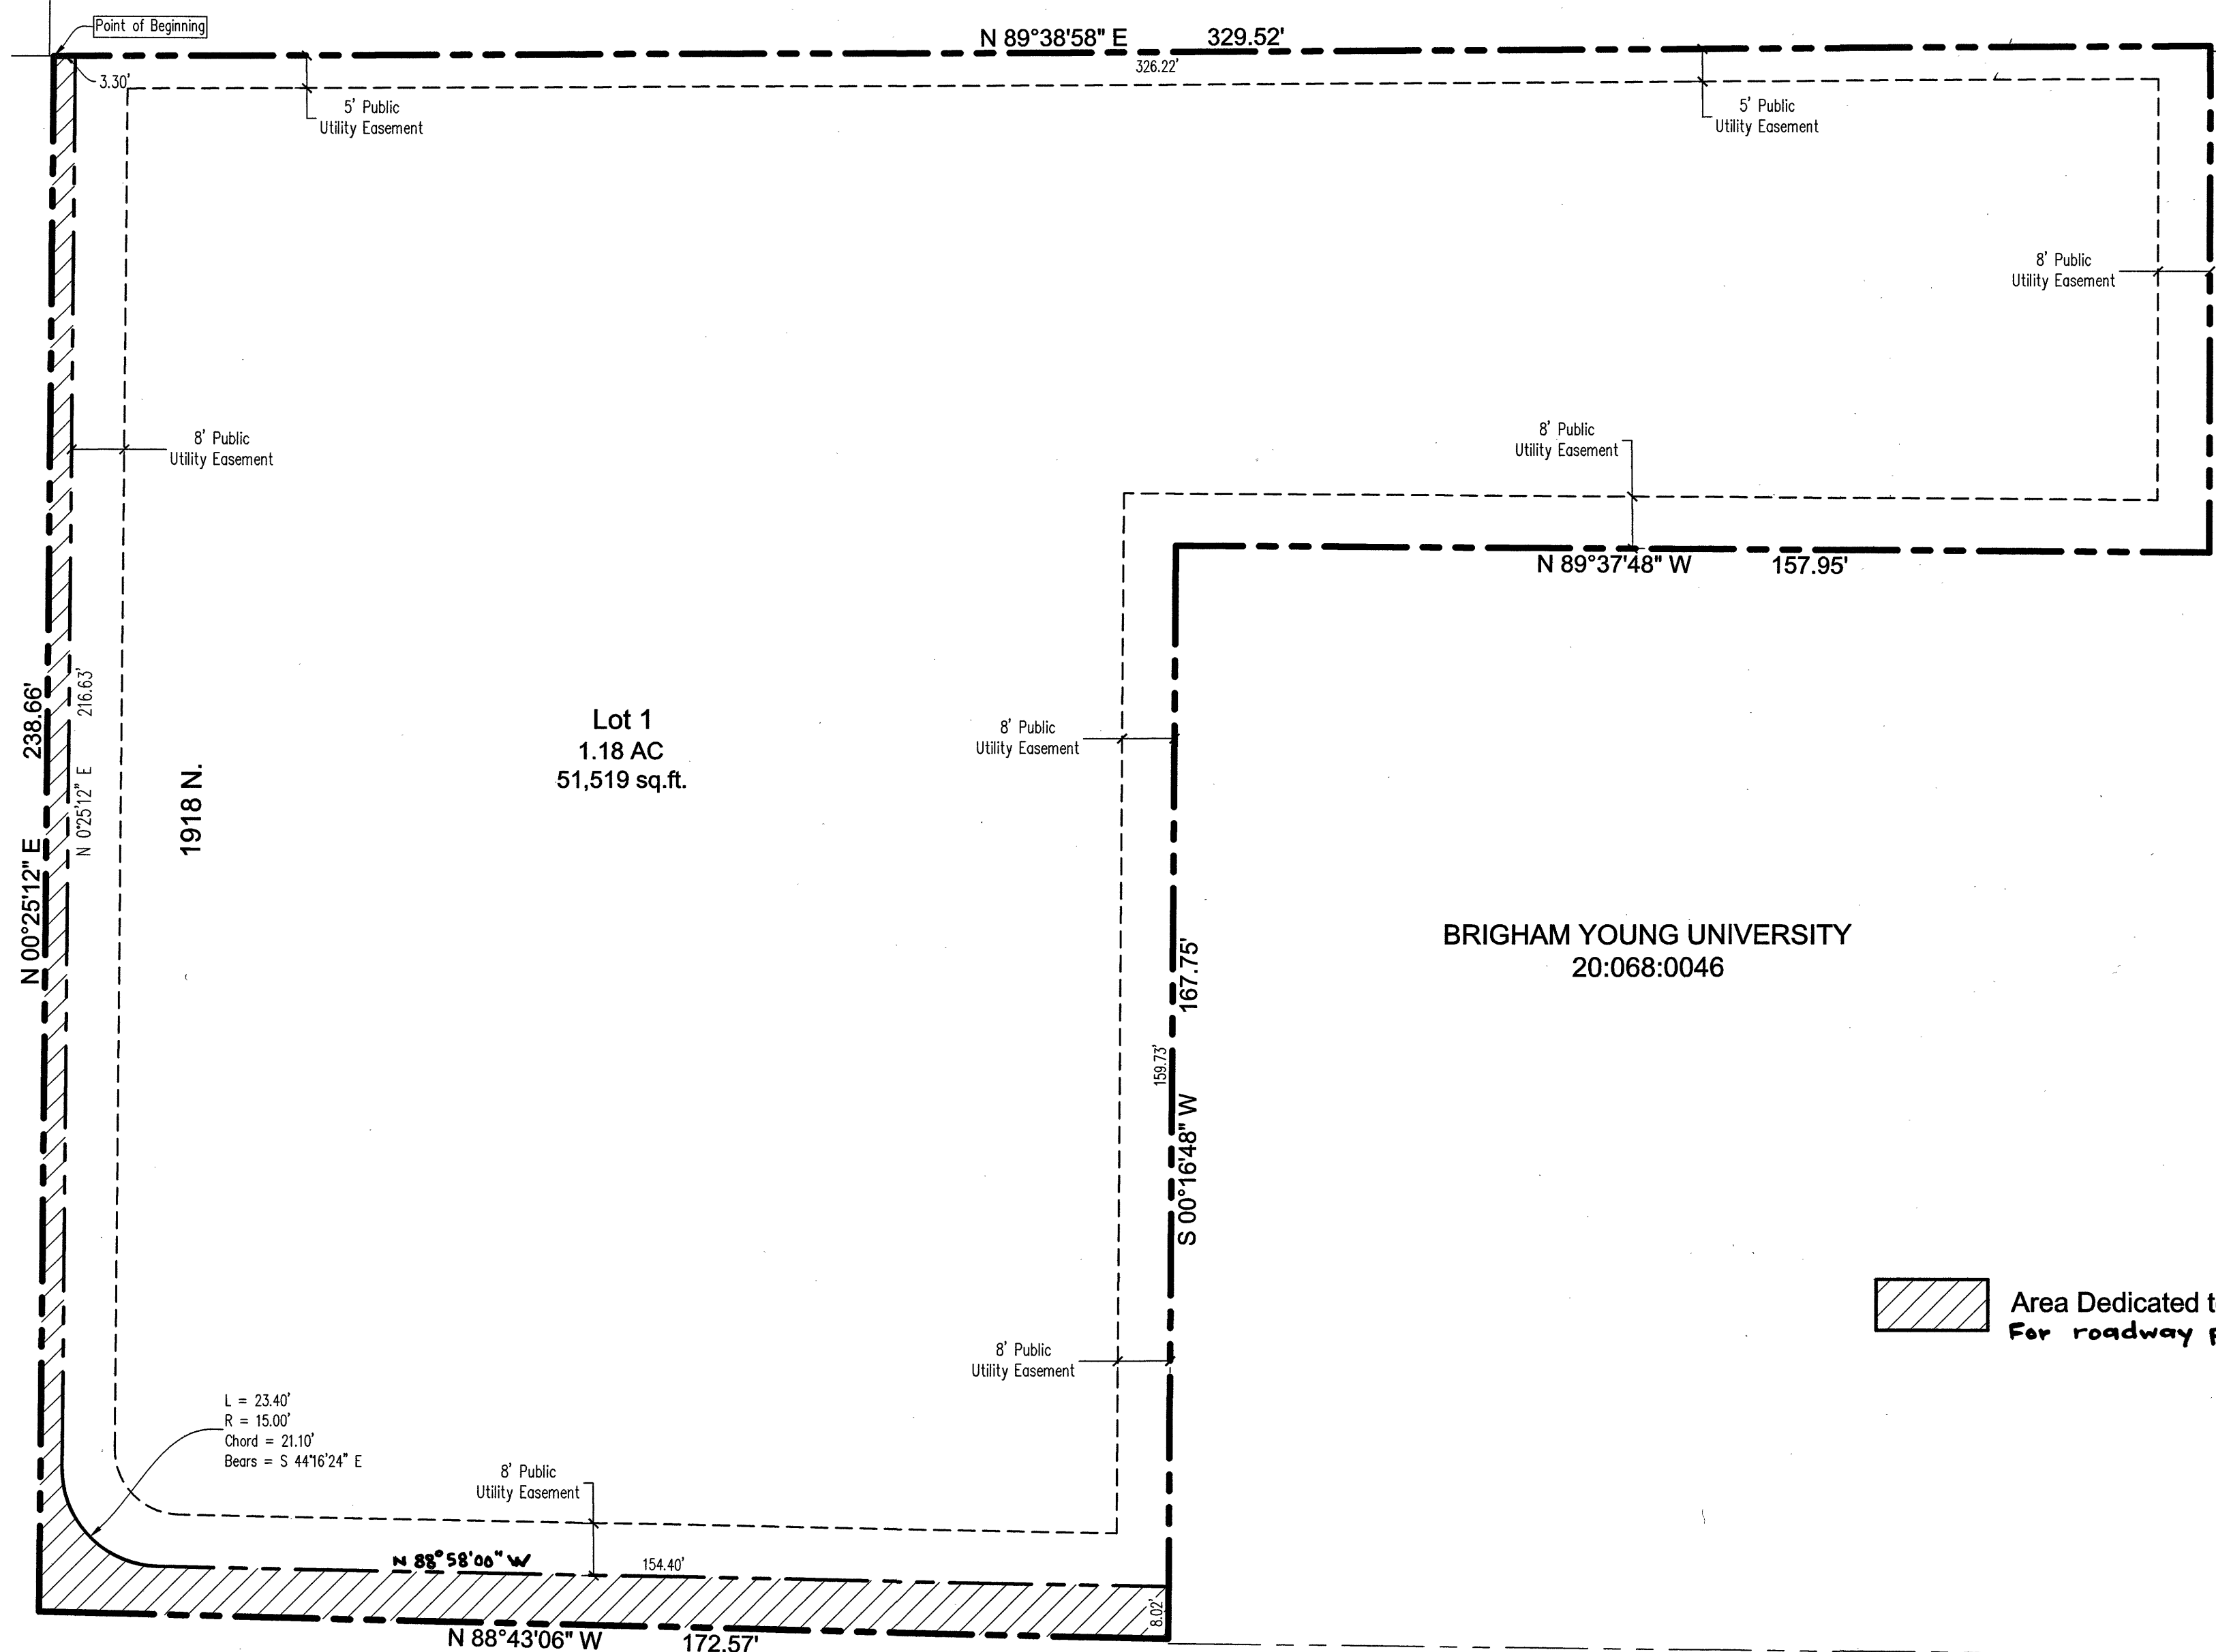 Point of Beginning
N 89°38'58" E 329.52'
326.22'
3.30'
5' Public
Utility Easement
5' Public
Utility Easement
8' Public
Utility Easement
8' Public
Utility Easement
8' Public
Utility Easement
N 89°37'48" W 157.95'
N 00°25'12" E 238.66'
N 0°25'12" E 216.63'
1918 N.
Lot 1
1.18 AC
51,519 sq.ft.
8' Public
Utility Easement
S 00°16'48" W 167.75'
159.73'
BRIGHAM YOUNG UNIVERSITY
20:068:0046
Area Dedicated
For roadway
8' Public
Utility Easement
L = 23.40'
R = 15.00'
Chord = 21.10'
Bears = S 44°16'24" E
8' Public
Utility Easement
N 88°58'00" W 154.40'
8.02'
N 88°43'06" W 172.57'